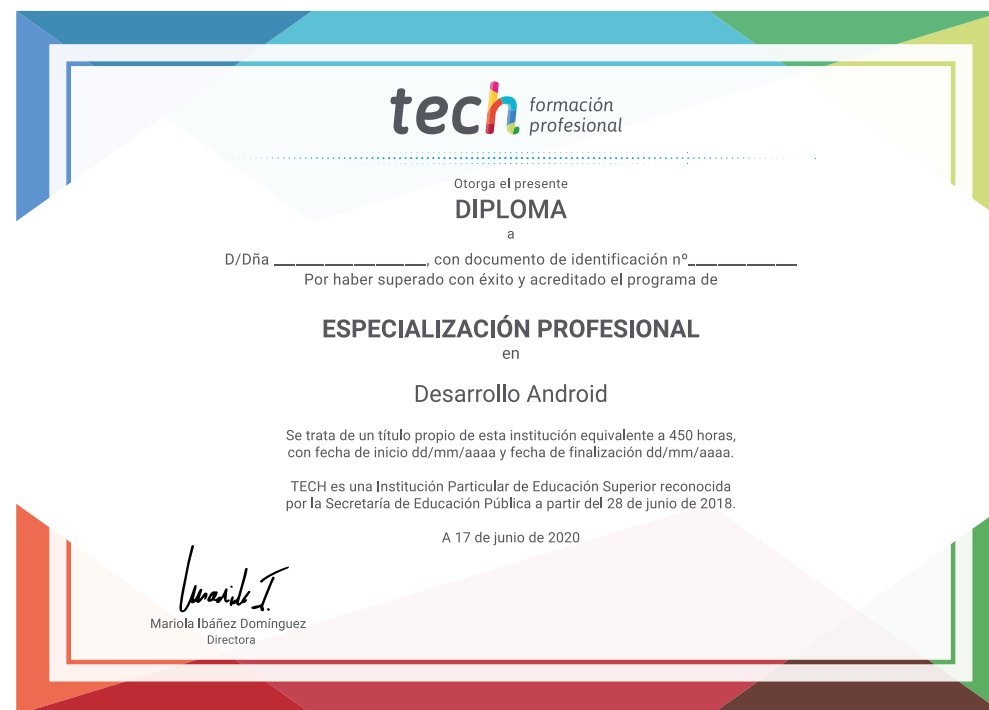 tech formación
profesional
Otorga el presente
DIPLOMA
a
D/Dña ______________, con documento de identificación nº__________
Por haber superado con éxito y acreditado el programa de
ESPECIALIZACIÓN PROFESIONAL
en
Desarrollo Android
Se trata de un título propio de esta institución equivalente a 450 horas,
con fecha de inicio dd/mm/aaaa y fecha de finalización dd/mm/aaaa.
TECH es una Institución Particular de Educación Superior reconocida
por la Secretaría de Educación Pública a partir del 28 de junio de 2018.
A 17 de junio de 2020
Mariola Ibáñez Domínguez
Directora